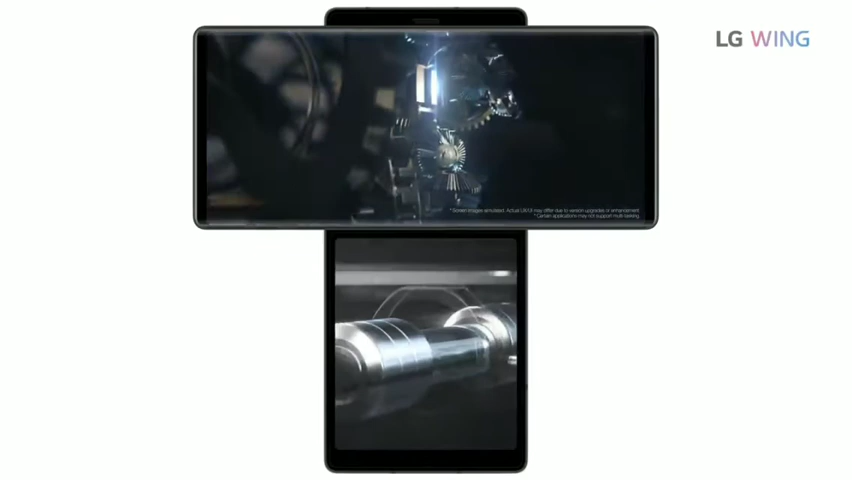 LG WING
* Screen images simulated. Actual UX/UI may differ due to version upgrades or enhancement.
* Certain applications may not support multi tasking.